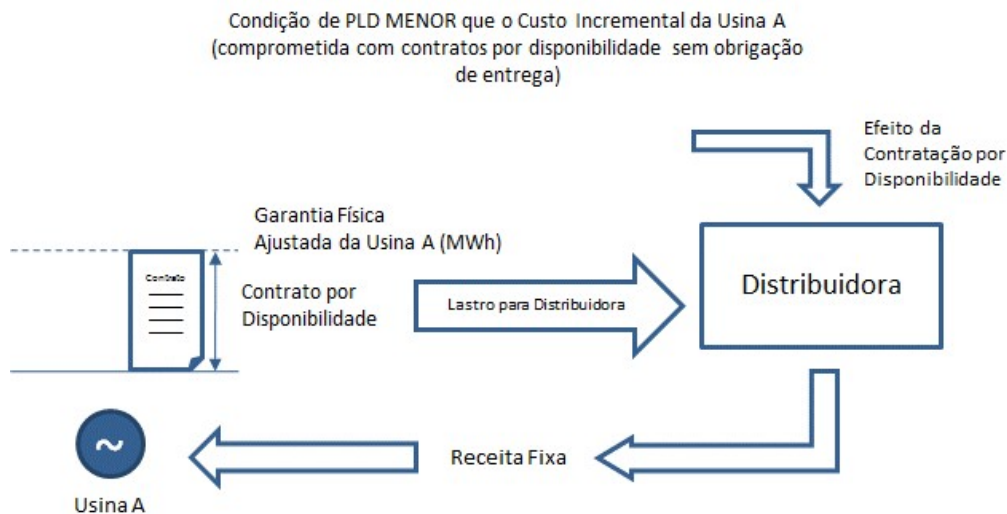 Condição de PLD MENOR que o Custo Incremental da Usina A
(comprometida com contratos por disponibilidade sem obrigação
de entrega)
Efeito da
Contratação por
Disponibilidade
Garantia Física
Ajustada da Usina A (MWh)
Contrato
Contrato por
Disponibilidade
Lastro para Distribuidora
Distribuidora
~
Receita Fixa
Usina A